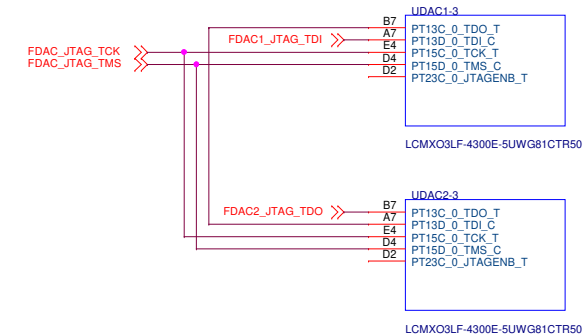 UDAC1-3
B7 PT13C_0_TDO_T
FDAC1_JTAG_TDI A7 PT13D_0_TDI_C
FDAC_JTAG_TCK E4 PT15C_0_TCK_T
FDAC_JTAG_TMS D4 PT15D_0_TMS_C
D2 PT23C_0_JTAGENB_T
LCMXO3LF-4300E-5UWG81CTR50
UDAC2-3
FDAC2_JTAG_TDO B7 PT13C_0_TDO_T
A7 PT13D_0_TDI_C
E4 PT15C_0_TCK_T
D4 PT15D_0_TMS_C
D2 PT23C_0_JTAGENB_T
LCMXO3LF-4300E-5UWG81CTR50